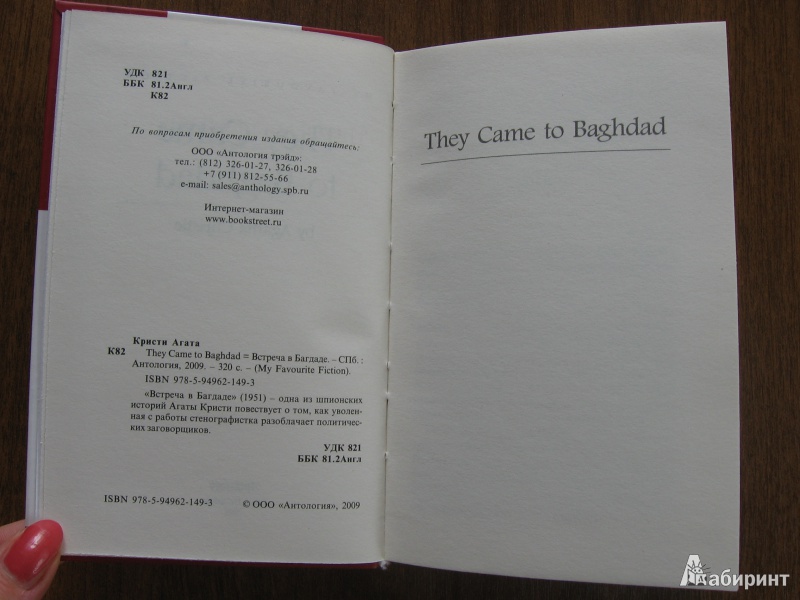 УДК 821
ББК 81.2Англ
К82
По вопросам приобретения издания обращайтесь:
ООО «Антология трэйд»:
тел.: (812) 326-01-27, 326-01-28
+7 (911) 812-55-66
e-mail: sales@anthology.spb.ru
Интернет-магазин
www.bookstreet.ru
Кристи Агата
К82
They Came to Baghdad = Встреча в Багдаде. – СПб. :
Антология, 2009. – 320 с. – (My Favourite Fiction).
ISBN 978-5-94962-149-3
«Встреча в Багдаде» (1951) – одна из шпионских
историй Агаты Кристи повествует о том, как уволен-
ная с работы стенографистка разоблачает политичес-
ких заговорщиков.
УДК 821
ББК 81.2Англ
ISBN 978-5-94962-149-3
© ООО «Антология», 2009
They Came to Baghdad
Лабиринт